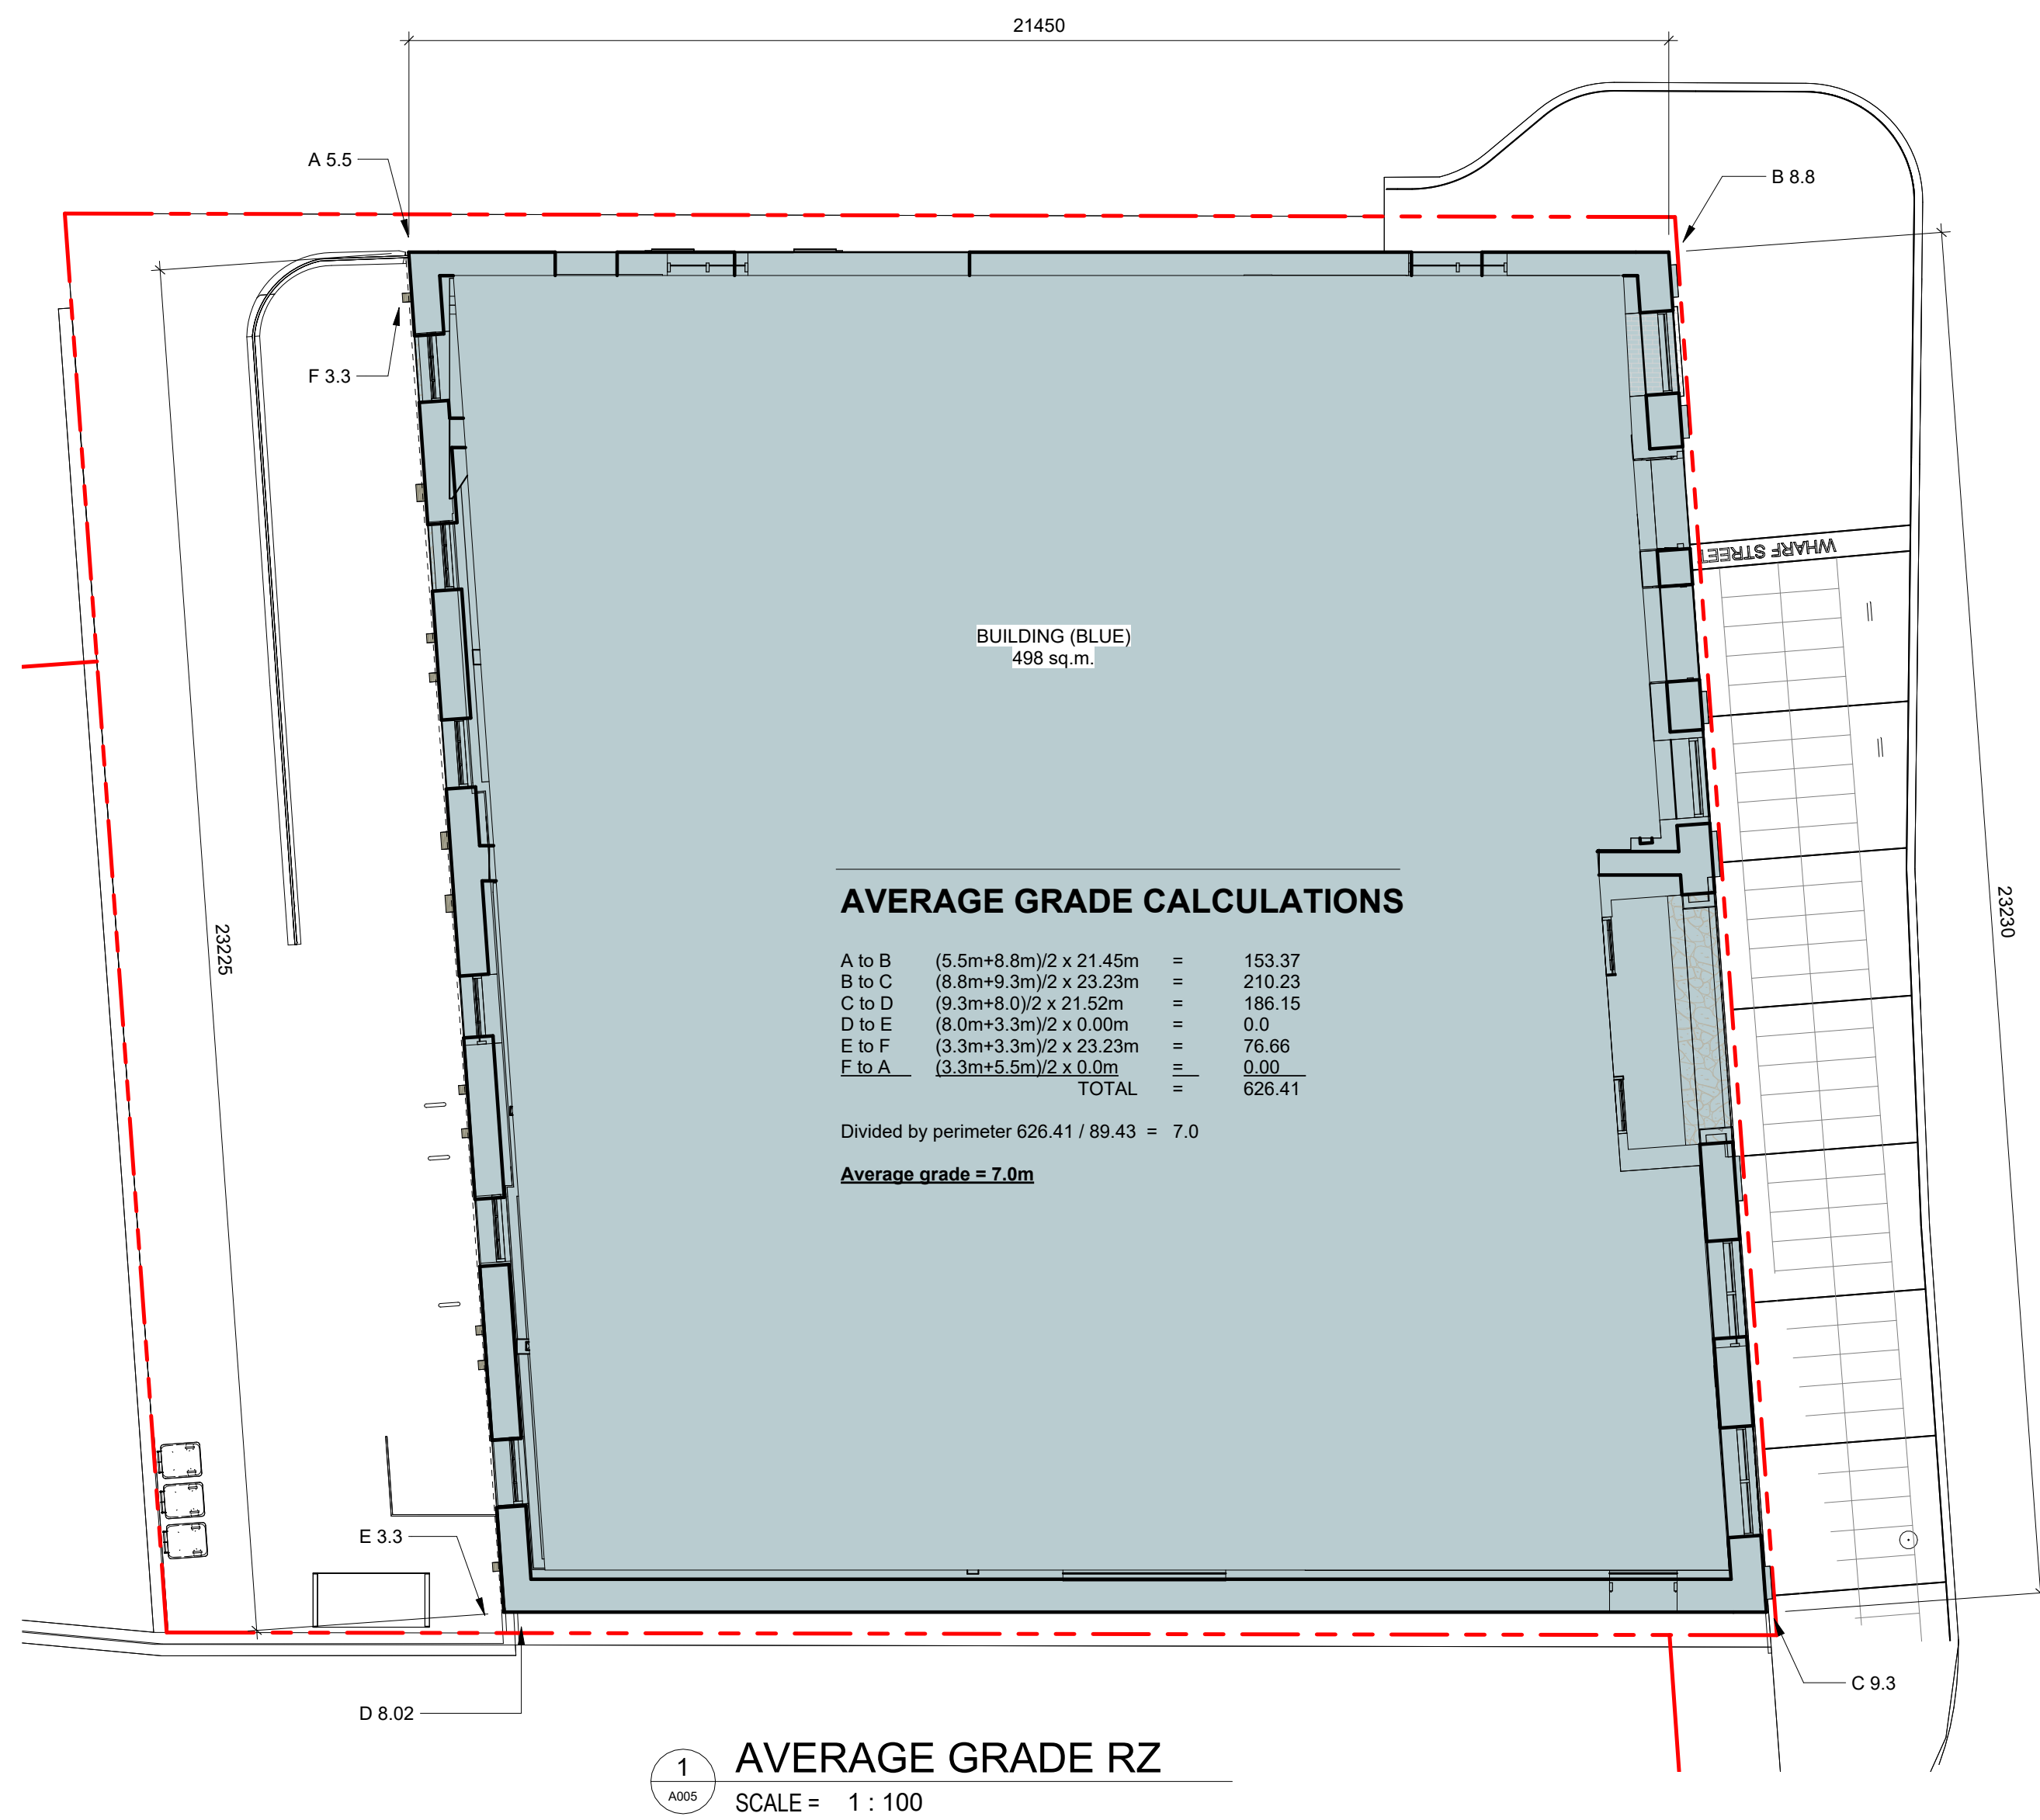 21450
A 5.5
B 8.8
F 3.3
WHARF STREET
BUILDING (BLUE)
498 sq.m.
23225
23230
AVERAGE GRADE CALCULATIONS
A to B (5.5m+8.8m)/2 x 21.45m = 153.37
B to C (8.8m+9.3m)/2 x 23.23m = 210.23
C to D (9.3m+8.0)/2 x 21.52m = 186.15
D to E (8.0m+3.3m)/2 x 0.00m = 0.0
E to F (3.3m+3.3m)/2 x 23.23m = 76.66
F to A (3.3m+5.5m)/2 x 0.0m = 0.00
TOTAL = 626.41
Divided by perimeter 626.41 / 89.43 = 7.0
Average grade = 7.0m
E 3.3
C 9.3
D 8.02
1
A005
AVERAGE GRADE RZ
SCALE = 1 : 100